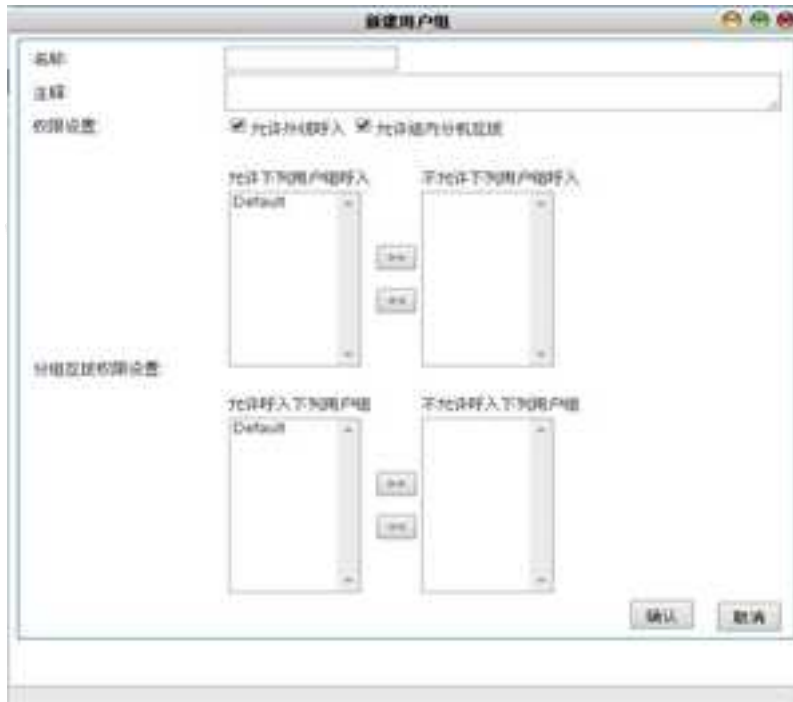 新建用户组
名称:
注释
权限设置:
允许外线呼入 允许组内分机互拨
允许下列用户组呼入 不允许下列用户组呼入
Default
>>
<<
分组互拨权限设置:
允许呼入下列用户组 不允许呼入下列用户组
Default
>>
<<
确认 取消